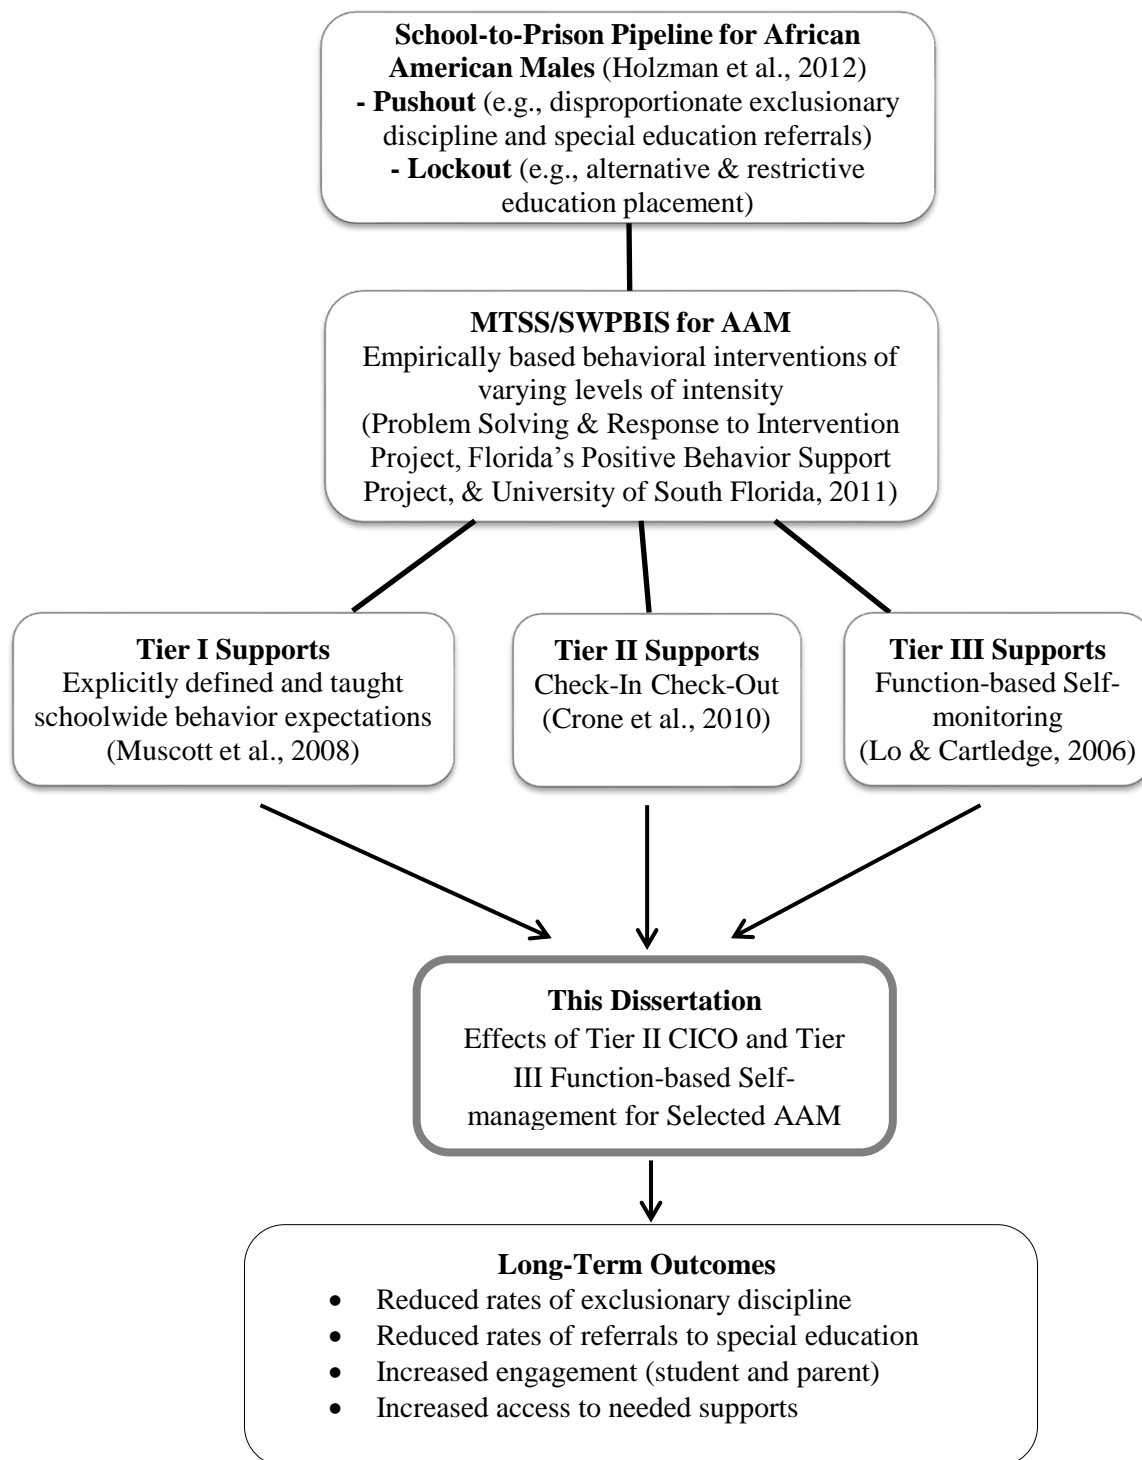 School-to-Prison Pipeline for African
American Males (Holzman et al., 2012)
- Pushout (e.g., disproportionate exclusionary
discipline and special education referrals)
- Lockout (e.g., alternative & restrictive
education placement)
MTSS/SWPBIS for AAM
Empirically based behavioral interventions of
varying levels of intensity
(Problem Solving & Response to Intervention
Project, Florida’s Positive Behavior Support
Project, & University of South Florida, 2011)
Tier I Supports
Explicitly defined and taught
schoolwide behavior expectations
(Muscott et al., 2008)
Tier II Supports
Check-In Check-Out
(Crone et al., 2010)
Tier III Supports
Function-based Self-
monitoring
(Lo & Cartledge, 2006)
This Dissertation
Effects of Tier II CICO and Tier
III Function-based Self-
management for Selected AAM
Long-Term Outcomes
• Reduced rates of exclusionary discipline
• Reduced rates of referrals to special education
• Increased engagement (student and parent)
• Increased access to needed supports